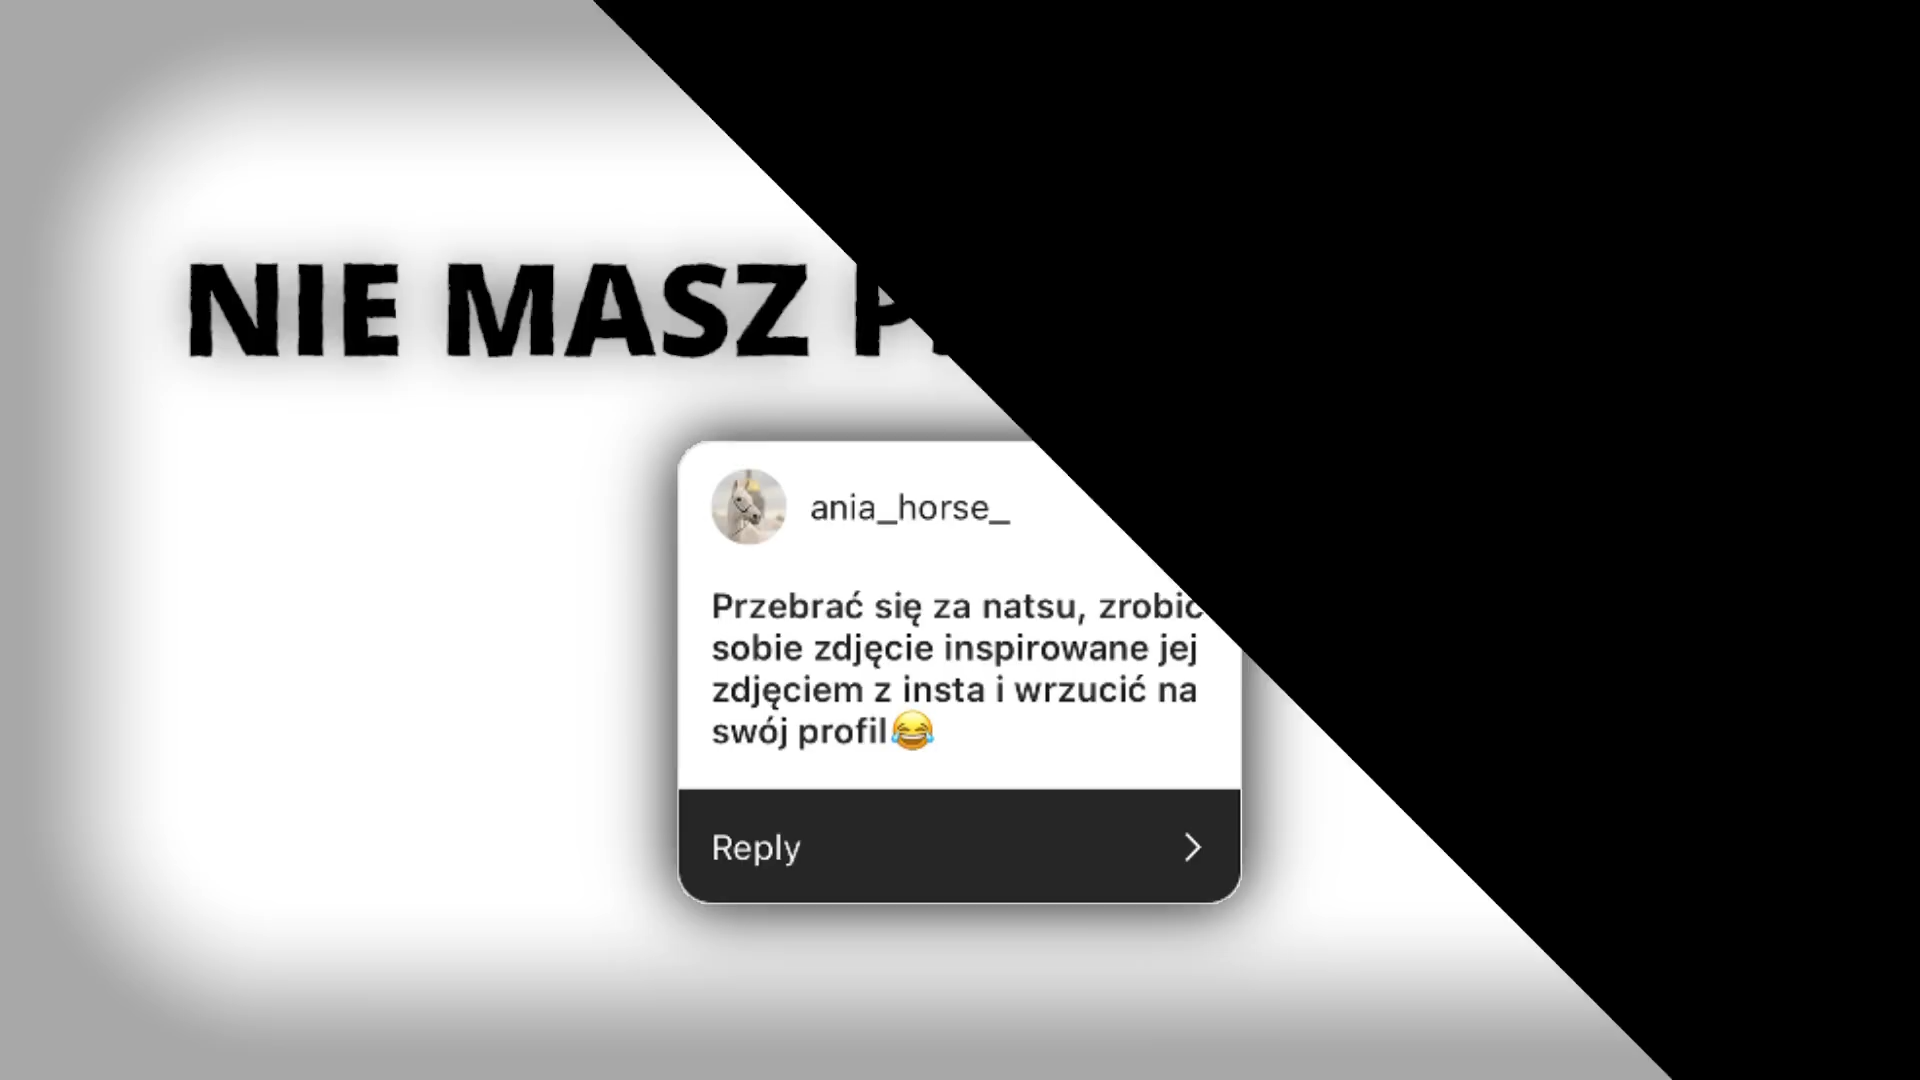 NIE MASZ
ania_horse_
Przebrać się za natsu, zrobić
sobie zdjęcie inspirowane jej
zdjęciem z insta i wrzucić na
swój profil😂
Reply